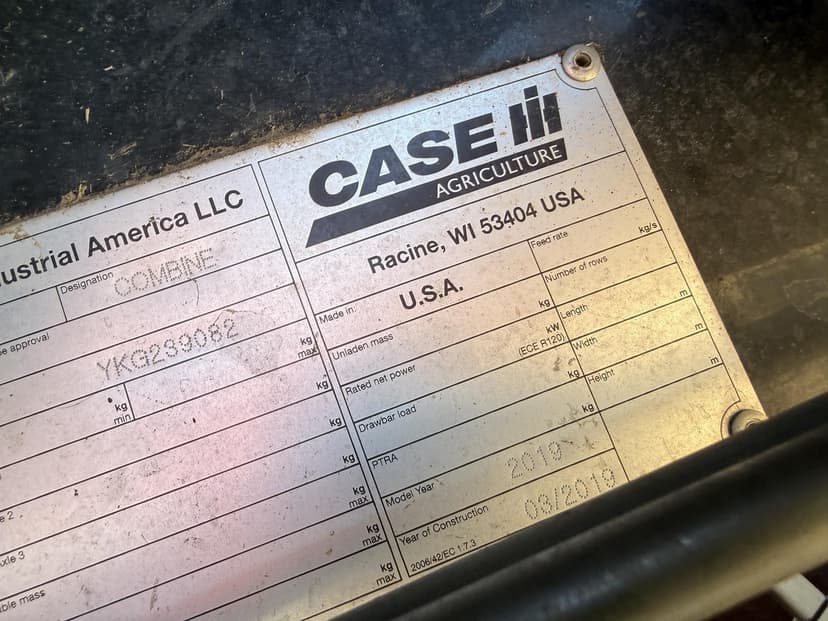 CASE IH
AGRICULTURE
dustrial America LLC
Racine, WI 53404 USA
Designation
COMBINE
Made in:
U.S.A.
Feed rate
kg/s
e approval
YKG239082
Unladen mass
kg
Number of rows
kg
max
Rated net power
kW
(ECE R120)
Length
m
kg
min
kg
Drawbar load
kg
Width
m
kg
PTRA
kg
Height
m
kg
Model Year
2019
e 2
kg
max
Year of Construction
03/2019
xle 3
kg
max
2006/42/EC 1.7.3
ble mass
kg
max